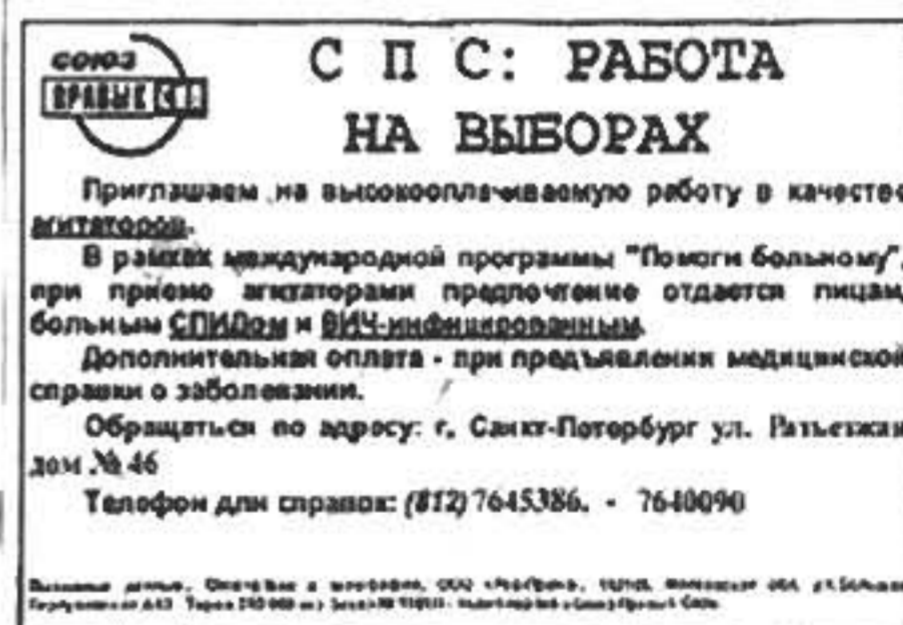 союз
ПРАВЫХ СИЛ
С П С: РАБОТА
НА ВЫБОРАХ
Приглашаем на высокооплачиваемую работу в качестве
агитаторов.
В рамках международной программы "Помоги больному",
при приеме агитаторами предпочтение отдается лицам,
больным СПИДом и ВИЧ-инфицированным.
Дополнительная оплата - при предъявлении медицинской
справки о заболевании.
Обращаться по адресу: г. Санкт-Петербург ул. Разъезжая
дом № 46
Телефон для справок: (812) 7645386. - 7640090